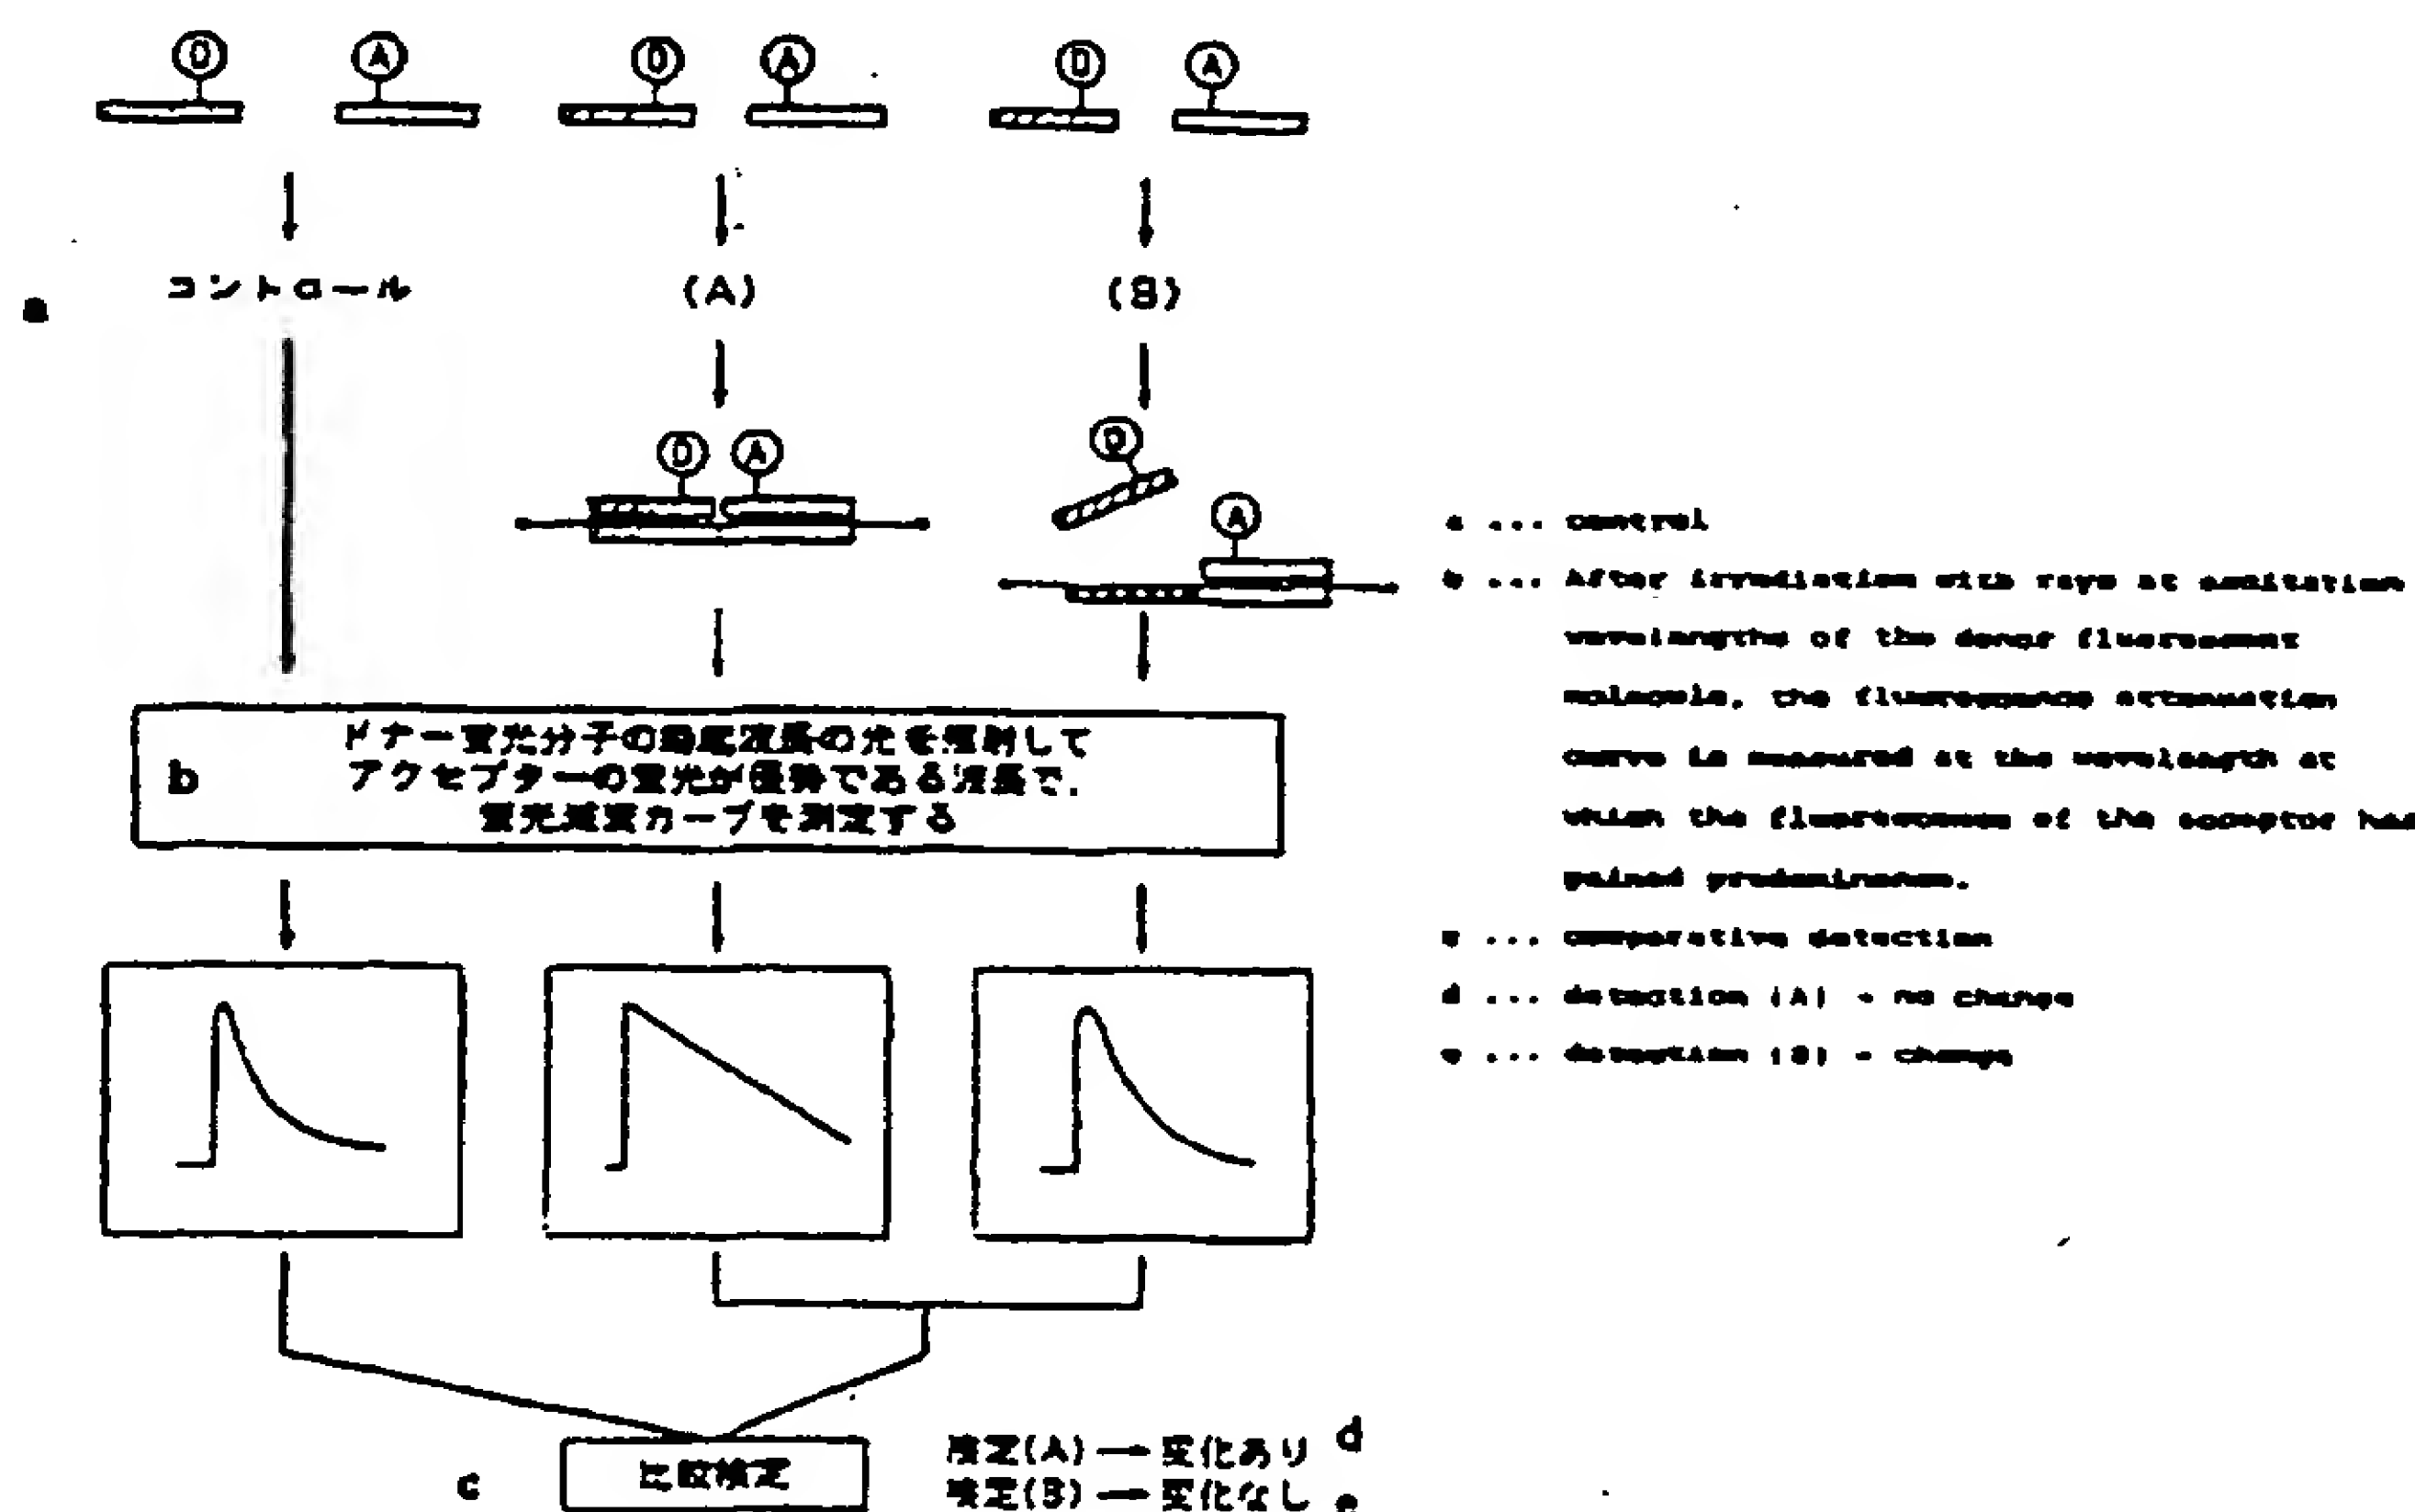 D A D A D A
a コントロール (A) (B)
D A
D
A
b ドナー蛍光分子の励起波長の光を照射して
アクセプターの蛍光が優勢である波長で、
蛍光減衰カーブを測定する
a ... control
b ... After irradiation with rays at excitation
wavelengths of the donor fluorescent
molecule, the fluorescence attenuation
curve is measured at the wavelength at
which the fluorescence of the acceptor has
gained predominance.
c ... comparative detection
d ... detection (A) - no change
e ... detection (B) - change
c 比較検定
検定(A) → 変化あり d
検定(B) → 変化なし e